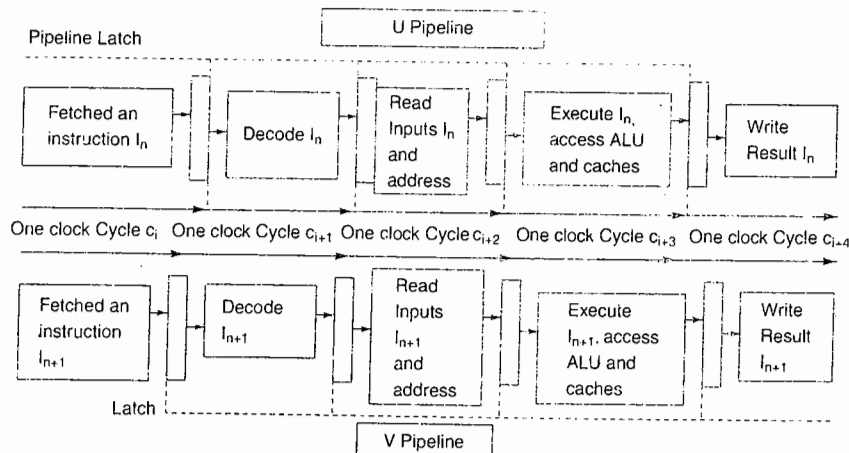 U Pipeline
Pipeline Latch
Fetched an
instruction Iₙ
Decode Iₙ
Read
Inputs Iₙ
and
address
Execute Iₙ,
access ALU
and caches
Write
Result Iₙ
One clock Cycle cᵢ
One clock Cycle cᵢ₊₁
One clock Cycle cᵢ₊₂
One clock Cycle cᵢ₊₃
One clock Cycle cᵢ₊₄
Fetched an
instruction
Iₙ₊₁
Decode
Iₙ₊₁
Read
Inputs
Iₙ₊₁
and
address
Execute
Iₙ₊₁, access
ALU and
caches
Write
Result
Iₙ₊₁
Latch
V Pipeline